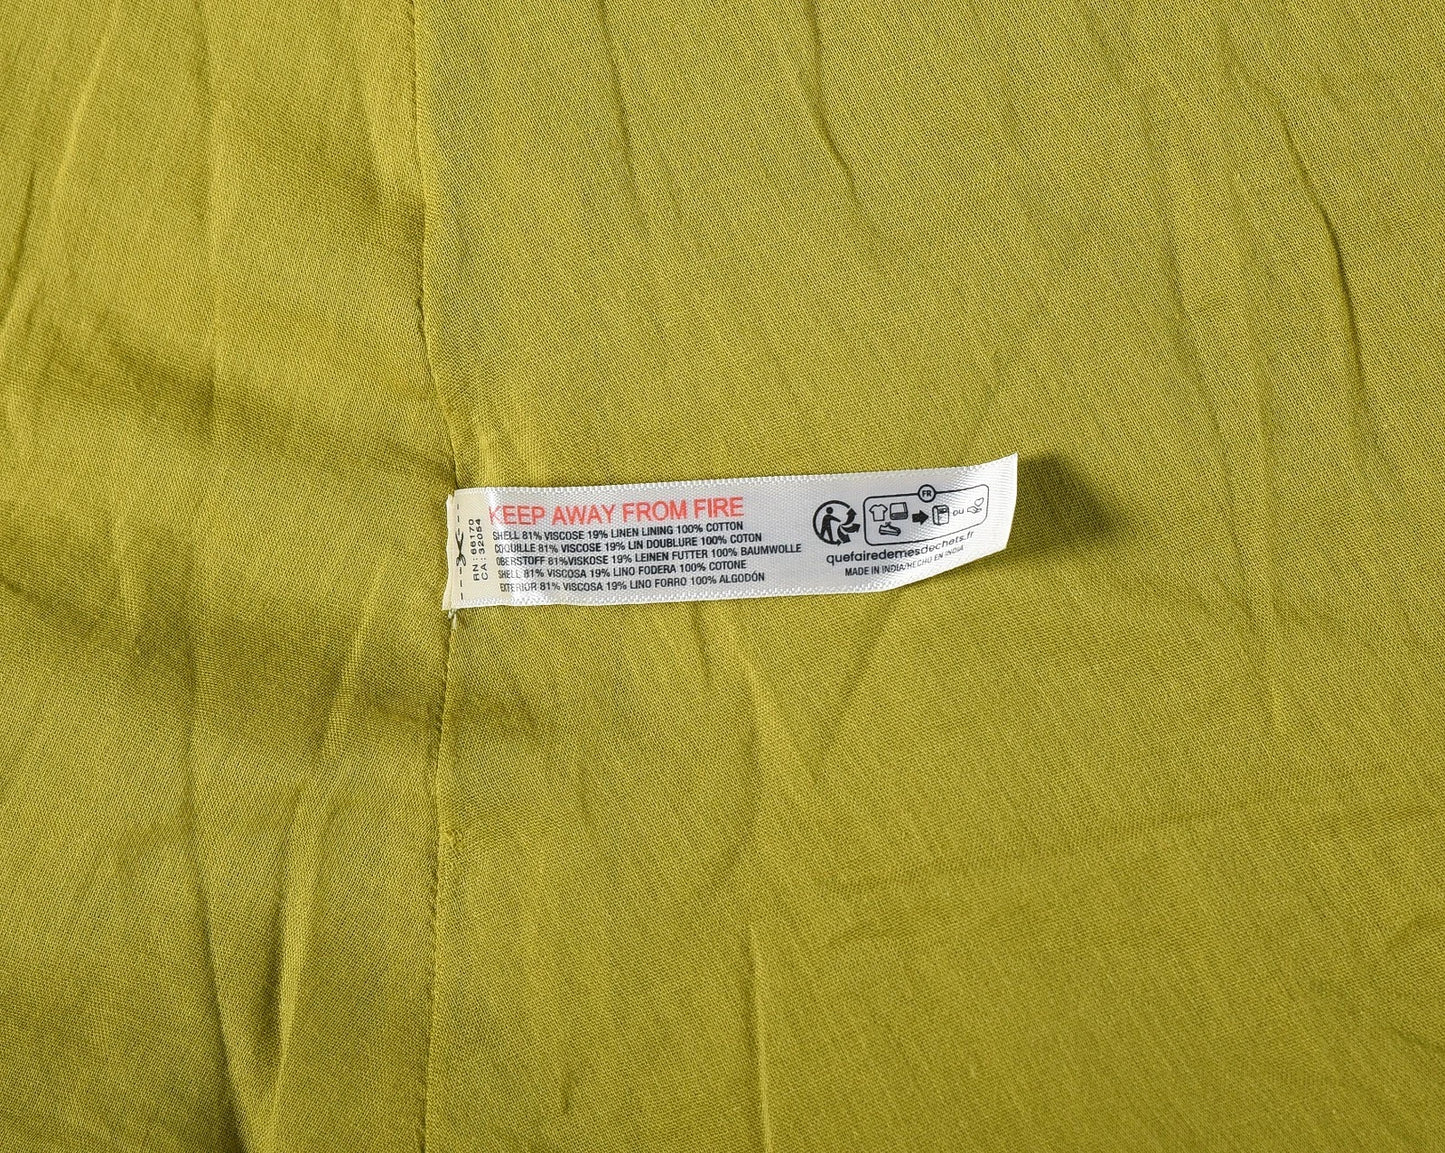 RN : 66170
CA : 32054
KEEP AWAY FROM FIRE
SHELL 81% VISCOSE 19% LINEN LINING 100% COTTON
COQUILLE 81% VISCOSE 19% LIN DOUBLURE 100% COTON
OBERSTOFF 81%VISKOSE 19% LEINEN FUTTER 100% BAUMWOLLE
SHELL 81% VISCOSA 19% LINO FODERA 100% COTONE
EXTERIOR 81% VISCOSA 19% LINO FORRO 100% ALGODÓN
FR
ou
quefairedemesdechets.fr
MADE IN INDIA/HECHO EN INDIA